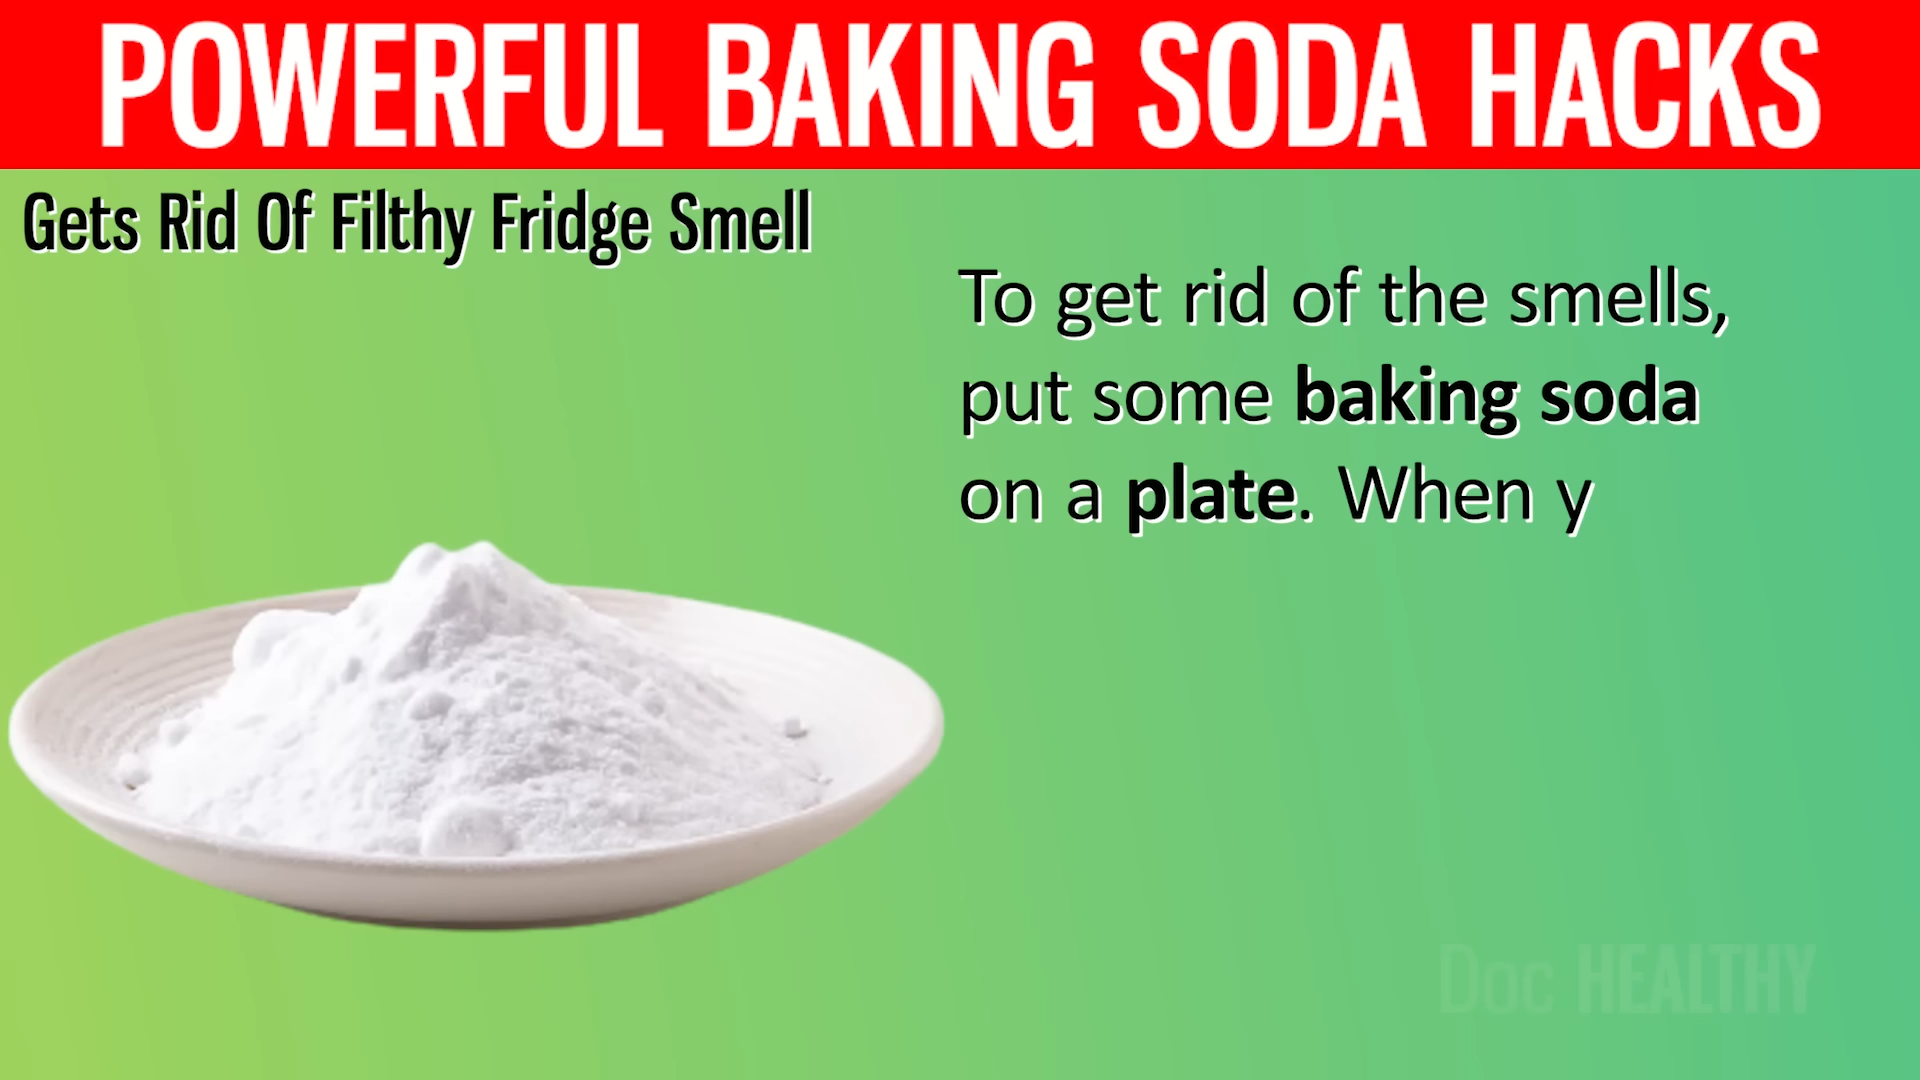 POWERFUL BAKING SODA HACKS
Gets Rid Of Filthy Fridge Smell
To get rid of the smells,
put some baking soda
on a plate. When y
Doc HEALTHY